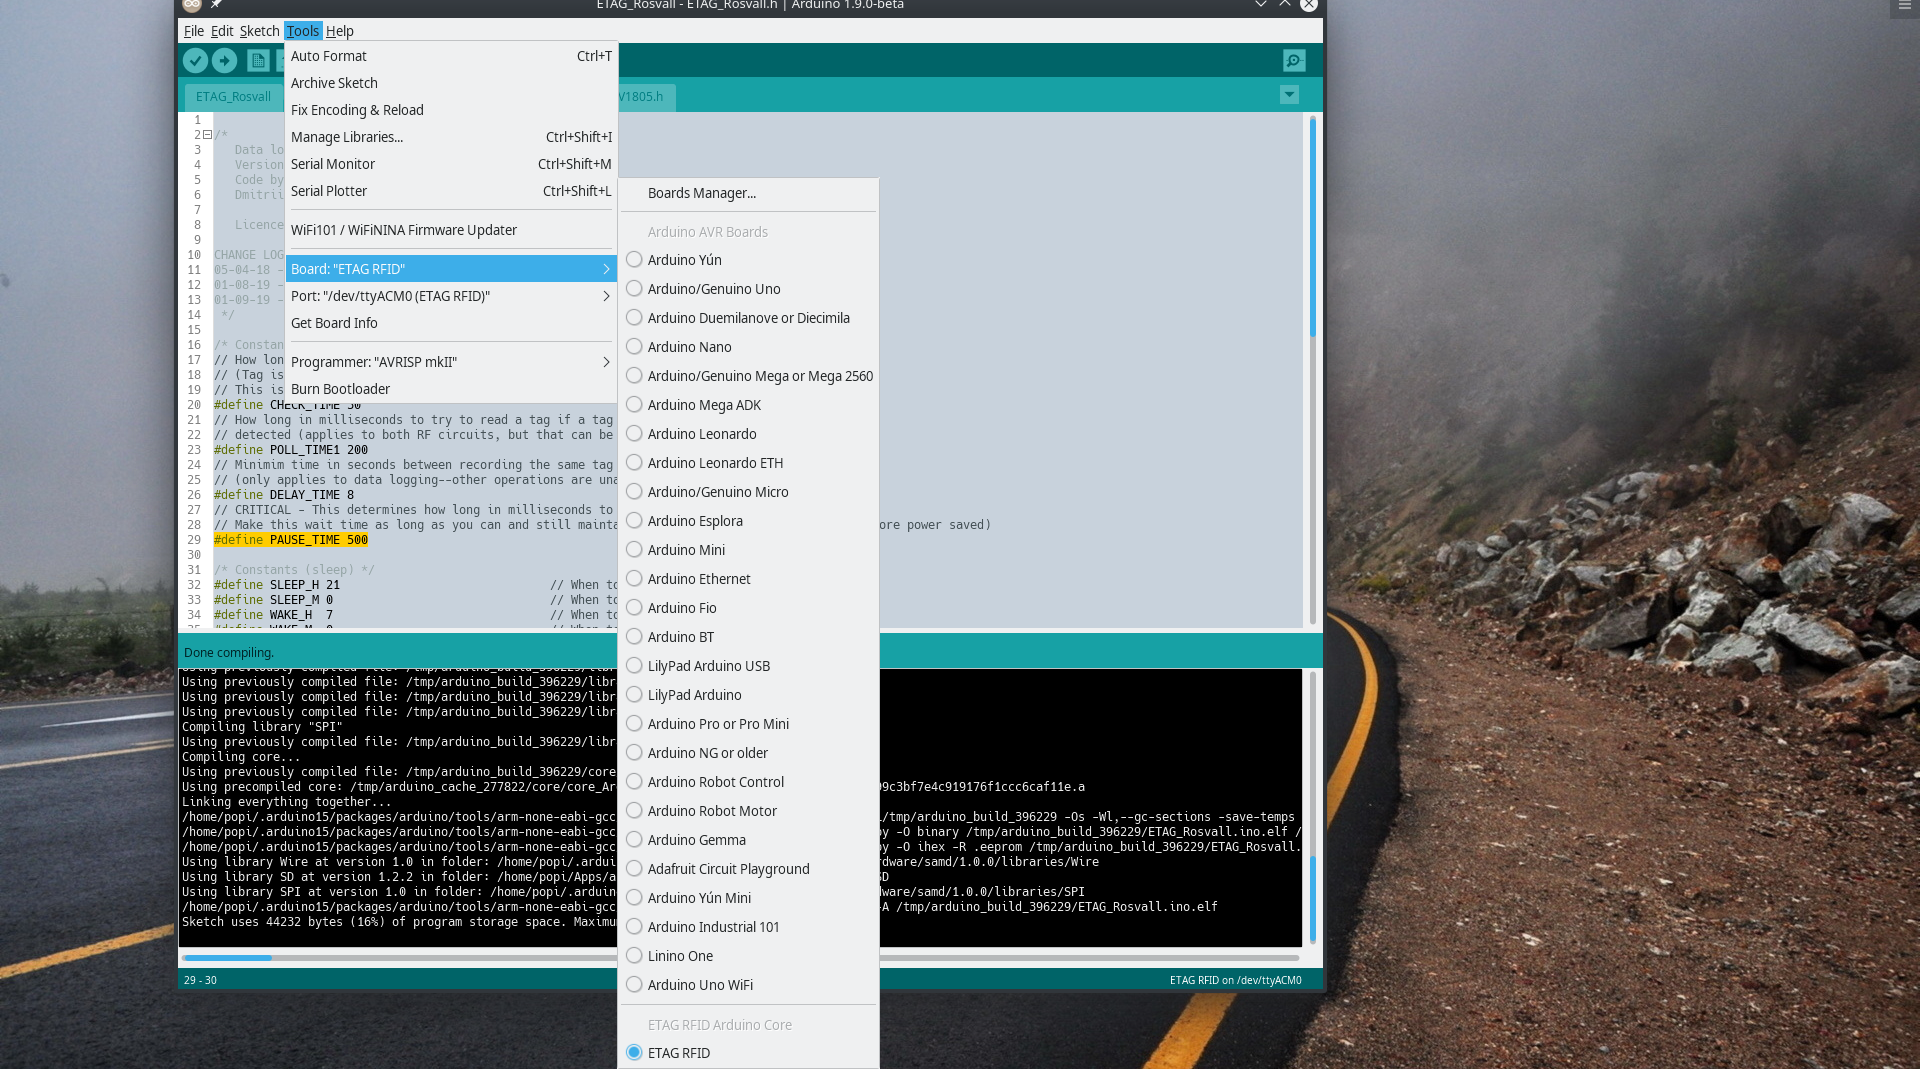 ETAG_Rosvall - ETAG_Rosvall.h | Arduino 1.9.0-beta
File Edit Sketch Tools Help
Auto Format Ctrl+T
Archive Sketch
Fix Encoding & Reload
Manage Libraries... Ctrl+Shift+I
Serial Monitor Ctrl+Shift+M
Serial Plotter Ctrl+Shift+L
WiFi101 / WiFiNINA Firmware Updater
Board: "ETAG RFID"
Port: "/dev/ttyACM0 (ETAG RFID)"
Get Board Info
Programmer: "AVRISP mkII"
Burn Bootloader
Boards Manager...
Arduino AVR Boards
Arduino Yún
Arduino/Genuino Uno
Arduino Duemilanove or Diecimila
Arduino Nano
Arduino/Genuino Mega or Mega 2560
Arduino Mega ADK
Arduino Leonardo
Arduino Leonardo ETH
Arduino/Genuino Micro
Arduino Esplora
Arduino Mini
Arduino Ethernet
Arduino Fio
Arduino BT
LilyPad Arduino USB
LilyPad Arduino
Arduino Pro or Pro Mini
Arduino NG or older
Arduino Robot Control
Arduino Robot Motor
Arduino Gemma
Adafruit Circuit Playground
Arduino Yún Mini
Arduino Industrial 101
Linino One
Arduino Uno WiFi
ETAG RFID Arduino Core
ETAG RFID
ETAG_Rosvall V1805.h
1
2 /*
3 Data lo
4 Version
5 Code by
6 Dmitrii
7
8 Licence
9
10 CHANGE LOG
11 05-04-18 -
12 01-08-19 -
13 01-09-19 -
14 */
15
16 /* Constan
17 // How lon
18 // (Tag is
19 // This is
20 #define CHECK_TIME 30
21 // How long in milliseconds to try to read a tag if a tag
22 // detected (applies to both RF circuits, but that can be
23 #define POLL_TIME1 200
24 // Minimim time in seconds between recording the same tag
25 // (only applies to data logging--other operations are una
26 #define DELAY_TIME 8
27 // CRITICAL - This determines how long in milliseconds to
28 // Make this wait time as long as you can and still mainta ore power saved)
29 #define PAUSE_TIME 500
30
31 /* Constants (sleep) */
32 #define SLEEP_H 21 // When to
33 #define SLEEP_M 0 // When to
34 #define WAKE_H 7 // When to
Done compiling.
Using previously compiled file: /tmp/arduino_build_396229/libr
Using previously compiled file: /tmp/arduino_build_396229/libr
Using previously compiled file: /tmp/arduino_build_396229/libr
Using previously compiled file: /tmp/arduino_build_396229/libr
Compiling library "SPI"
Using previously compiled file: /tmp/arduino_build_396229/libr
Compiling core...
Using previously compiled file: /tmp/arduino_build_396229/core
Using precompiled core: /tmp/arduino_cache_277822/core/core_Ar 9c3bf7e4c919176f1ccc6caf11e.a
Linking everything together...
/home/popi/.arduino15/packages/arduino/tools/arm-none-eabi-gcc /tmp/arduino_build_396229 -Os -Wl,--gc-sections -save-temps
/home/popi/.arduino15/packages/arduino/tools/arm-none-eabi-gcc py -O binary /tmp/arduino_build_396229/ETAG_Rosvall.ino.elf /
/home/popi/.arduino15/packages/arduino/tools/arm-none-eabi-gcc py -O ihex -R .eeprom /tmp/arduino_build_396229/ETAG_Rosvall.
Using library Wire at version 1.0 in folder: /home/popi/.ardui rdware/samd/1.0.0/libraries/Wire
Using library SD at version 1.2.2 in folder: /home/popi/Apps/a SD
Using library SPI at version 1.0 in folder: /home/popi/.arduin ware/samd/1.0.0/libraries/SPI
/home/popi/.arduino15/packages/arduino/tools/arm-none-eabi-gcc -A /tmp/arduino_build_396229/ETAG_Rosvall.ino.elf
Sketch uses 44232 bytes (16%) of program storage space. Maximu
29 - 30 ETAG RFID on /dev/ttyACM0